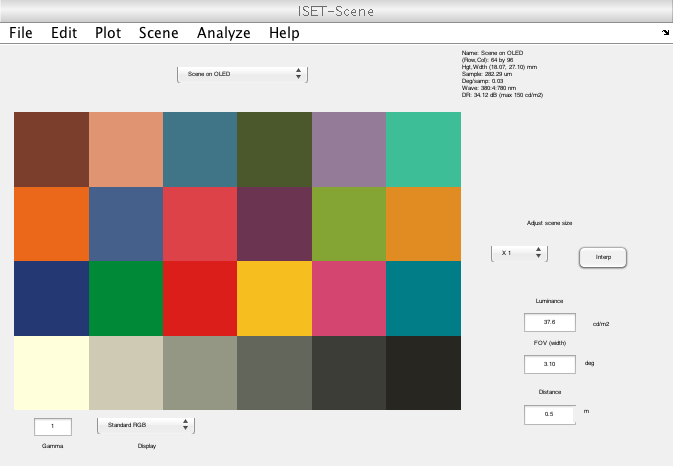 ISET-Scene
File Edit Plot Scene Analyze Help
Scene on OLED
Name: Scene on OLED
(Row,Col): 64 by 96
Hgt,Wdth (18.07, 27.10) mm
Sample: 282.29 um
Deg/samp: 0.03
Wave: 380:4:780 nm
DR: 34.12 dB (max 150 cd/m2)
Adjust scene size
X 1 Interp
Luminance
37.6 cd/m2
FOV (width)
3.10 deg
Distance
0.5 m
1 Standard RGB
Gamma Display